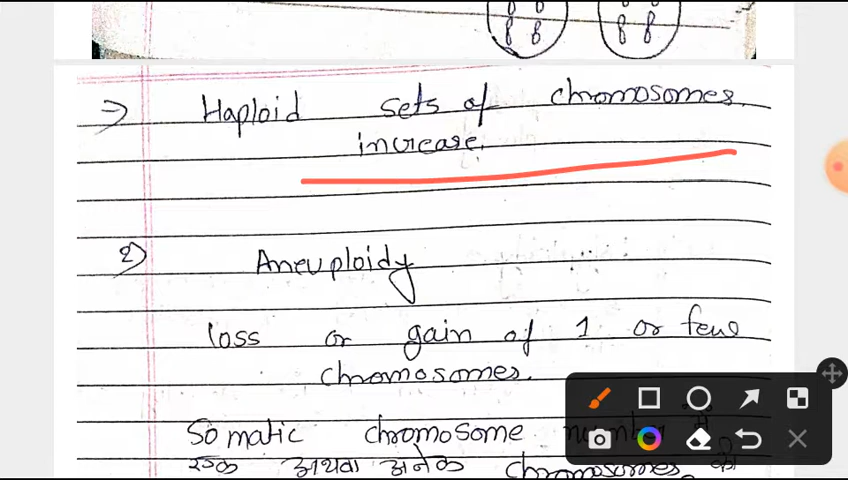 ⇒ Haploid sets of chromosomes
increase.
2) Aneuploidy
loss or gain of 1 or few
chromosomes.
Somatic chromosome number में
एक अथवा अनेक chromosomes की